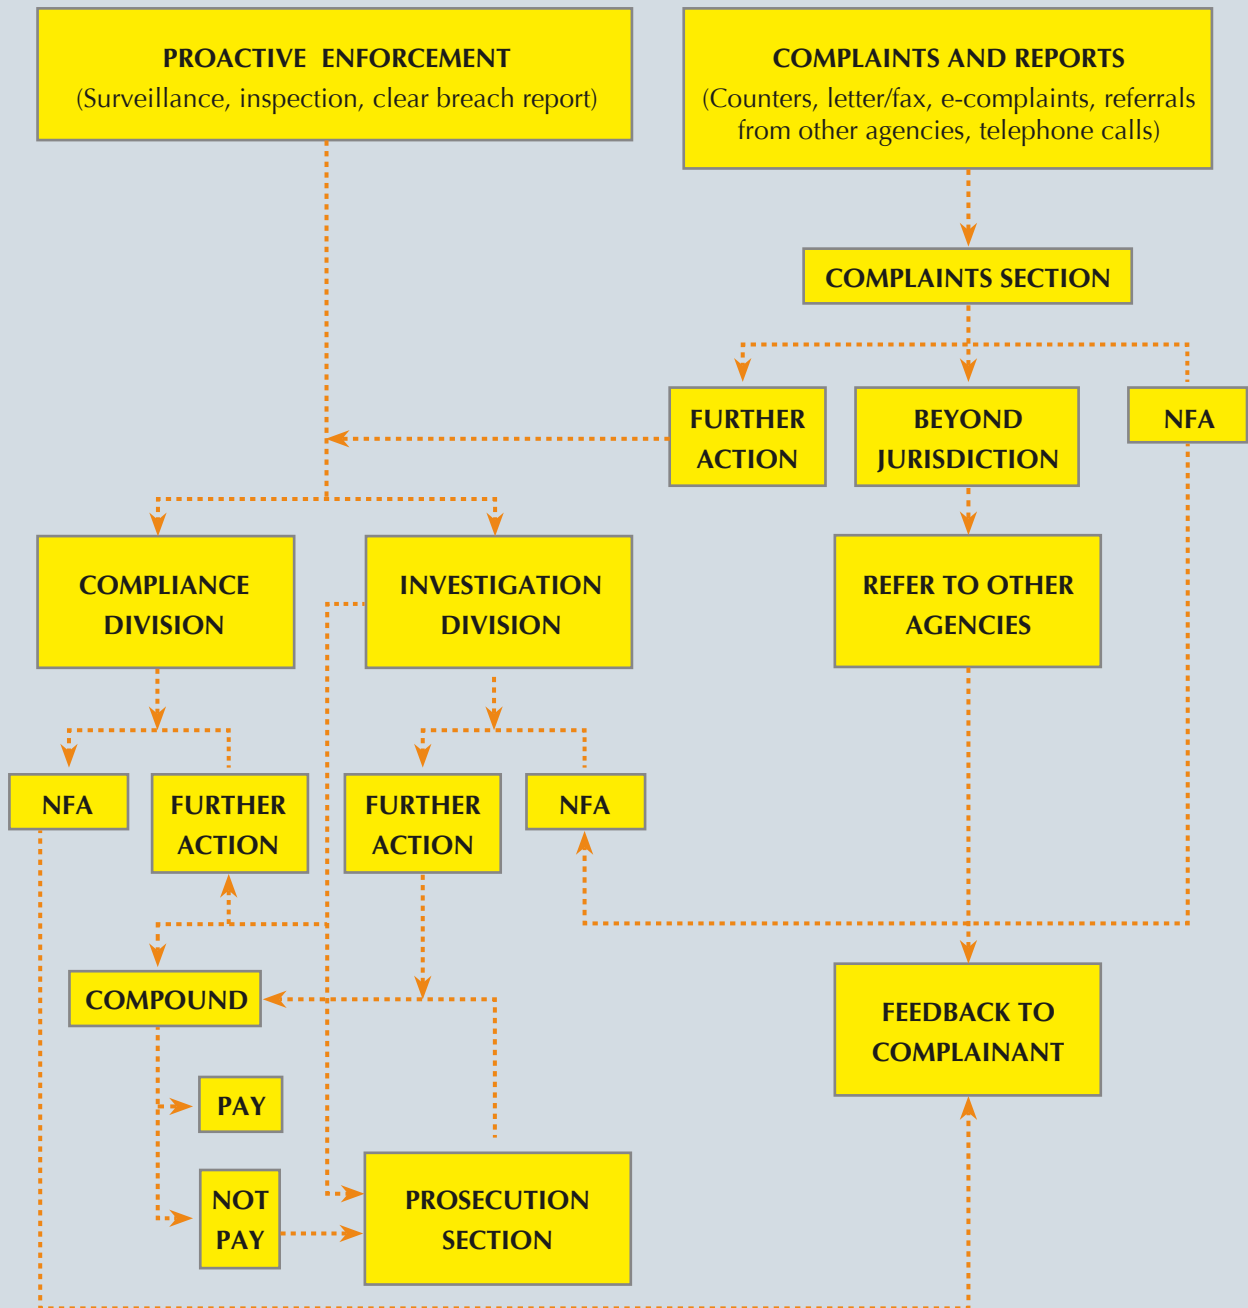 PROACTIVE ENFORCEMENT
(Surveillance, inspection, clear breach report)
COMPLAINTS AND REPORTS
(Counters, letter/fax, e-complaints, referrals
from other agencies, telephone calls)
COMPLAINTS SECTION
FURTHER
ACTION
BEYOND
JURISDICTION
NFA
COMPLIANCE
DIVISION
INVESTIGATION
DIVISION
REFER TO OTHER
AGENCIES
NFA
FURTHER
ACTION
FURTHER
ACTION
NFA
COMPOUND
FEEDBACK TO
COMPLAINANT
PAY
NOT
PAY
PROSECUTION
SECTION